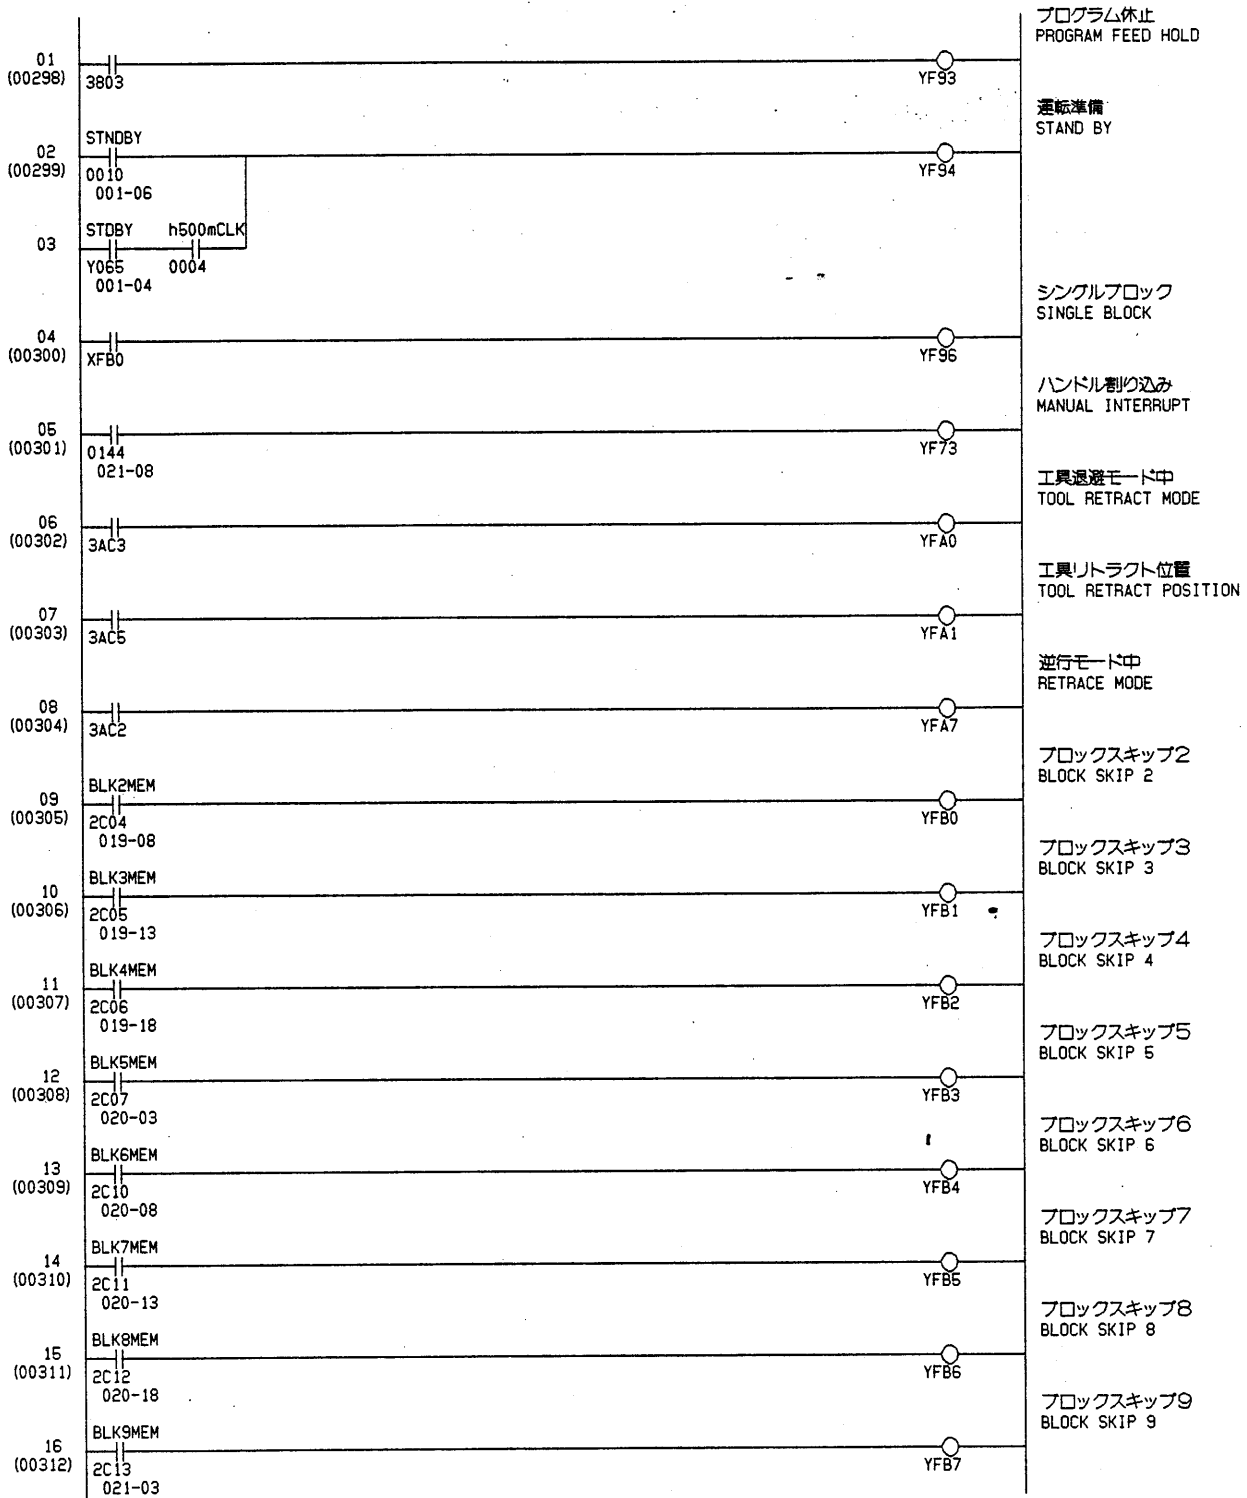 プログラム休止
PROGRAM FEED HOLD
01
(00298)
3803
YF93
運転準備
STAND BY
STNDBY
02
(00299)
0010
001-06
YF94
STDBY h500mCLK
03
Y065 0004
001-04
シングルブロック
SINGLE BLOCK
04
(00300)
XFB0
YF96
ハンドル割り込み
MANUAL INTERRUPT
05
(00301)
0144
021-08
YF73
工具退避モード中
TOOL RETRACT MODE
06
(00302)
3AC3
YFA0
工具リトラクト位置
TOOL RETRACT POSITION
07
(00303)
3AC5
YFA1
逆行モード中
RETRACE MODE
08
(00304)
3AC2
YFA7
ブロックスキップ2
BLOCK SKIP 2
BLK2MEM
09
(00305)
2C04
019-08
YFB0
ブロックスキップ3
BLOCK SKIP 3
BLK3MEM
10
(00306)
2C05
019-13
YFB1
ブロックスキップ4
BLOCK SKIP 4
BLK4MEM
11
(00307)
2C06
019-18
YFB2
ブロックスキップ5
BLOCK SKIP 5
BLK5MEM
12
(00308)
2C07
020-03
YFB3
ブロックスキップ6
BLOCK SKIP 6
BLK6MEM
13
(00309)
2C10
020-08
YFB4
ブロックスキップ7
BLOCK SKIP 7
BLK7MEM
14
(00310)
2C11
020-13
YFB5
ブロックスキップ8
BLOCK SKIP 8
BLK8MEM
15
(00311)
2C12
020-18
YFB6
ブロックスキップ9
BLOCK SKIP 9
BLK9MEM
16
(00312)
2C13
021-03
YFB7